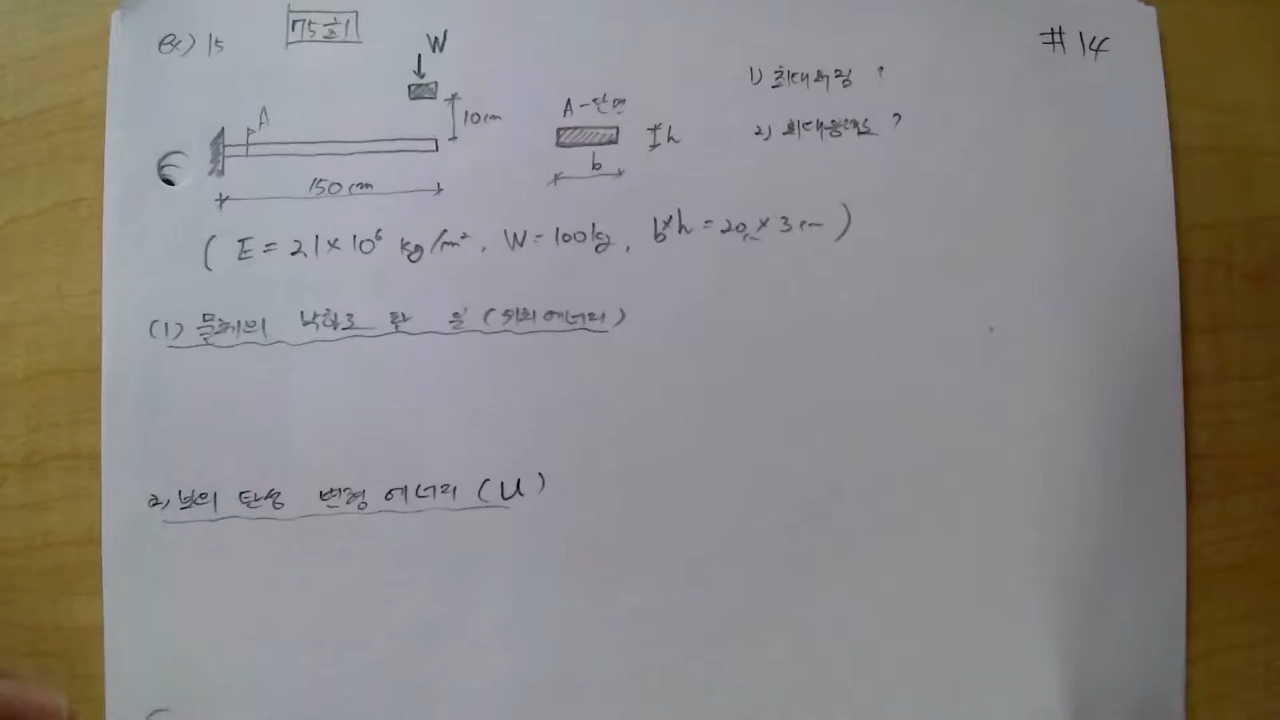 ex) 15
75회 1
# 14
W
1) 최대처짐 ?
A
10cm
A-단면
h
2) 최대응력도 ?
b
150cm
( E = 2.1×10⁶ kg/m², W = 100kg, b×h = 20×3cm )
(1) 물체의 낙하로 한 일 (위치에너지)
2) 보의 탄성 변형 에너지 (U)